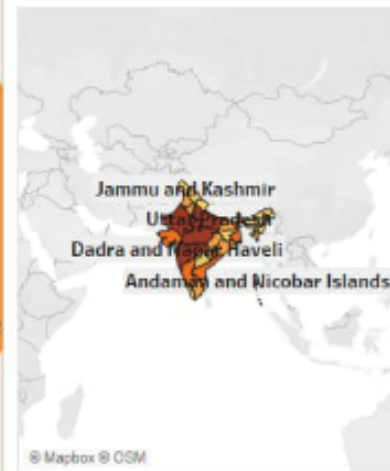 Jammu and Kashmir
Uttar Pradesh
Dadra and Nagar Haveli
Andaman and Nicobar Islands
© Mapbox © OSM